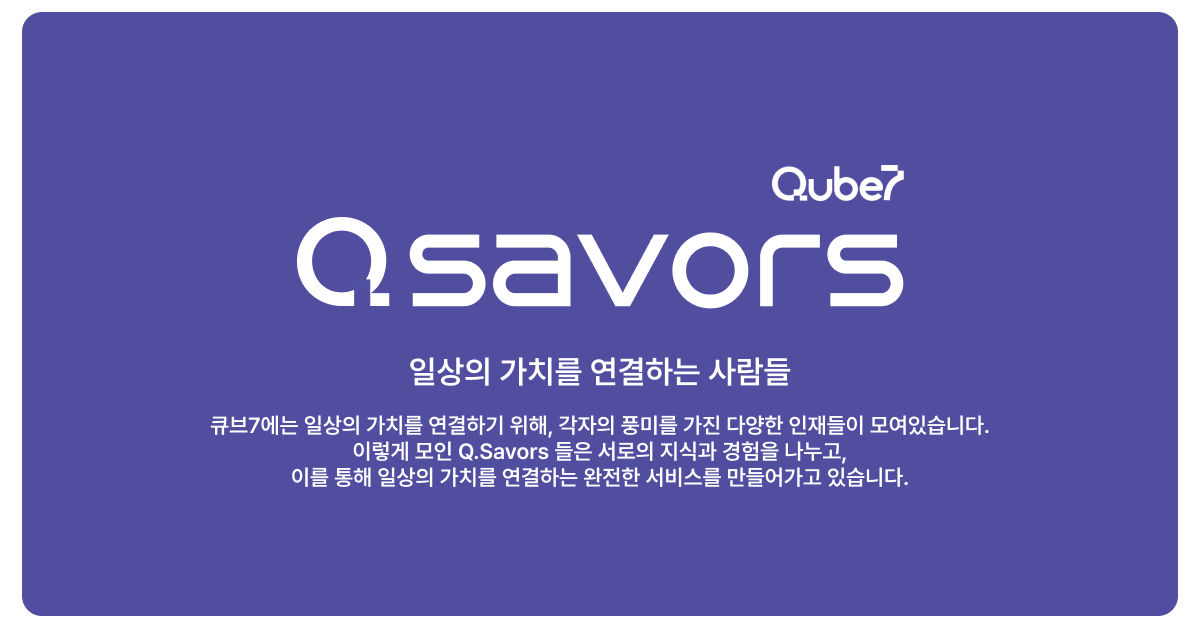 Qube7
Q.savors
일상의 가치를 연결하는 사람들
큐브7에는 일상의 가치를 연결하기 위해, 각자의 풍미를 가진 다양한 인재들이 모여있습니다.
이렇게 모인 Q.Savors 들은 서로의 지식과 경험을 나누고,
이를 통해 일상의 가치를 연결하는 완전한 서비스를 만들어가고 있습니다.